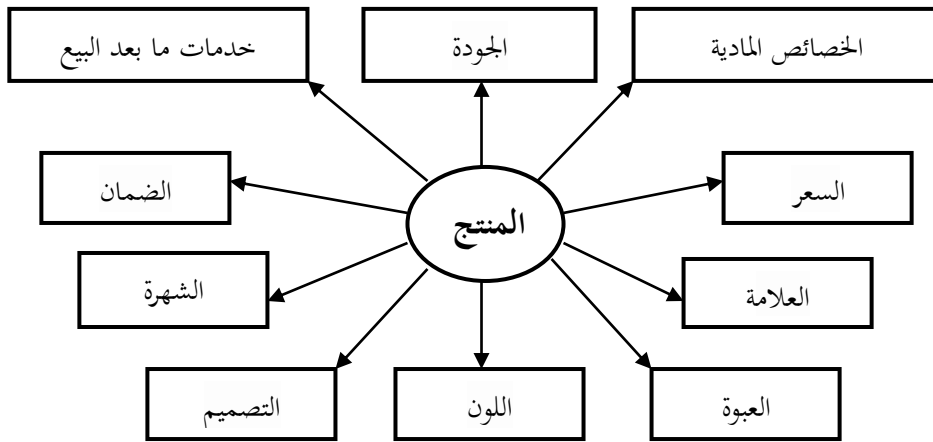 الخصائص المادية
الجودة
خدمات ما بعد البيع
السعر
المنتج
الضمان
العلامة
الشهرة
العبوة
اللون
التصميم